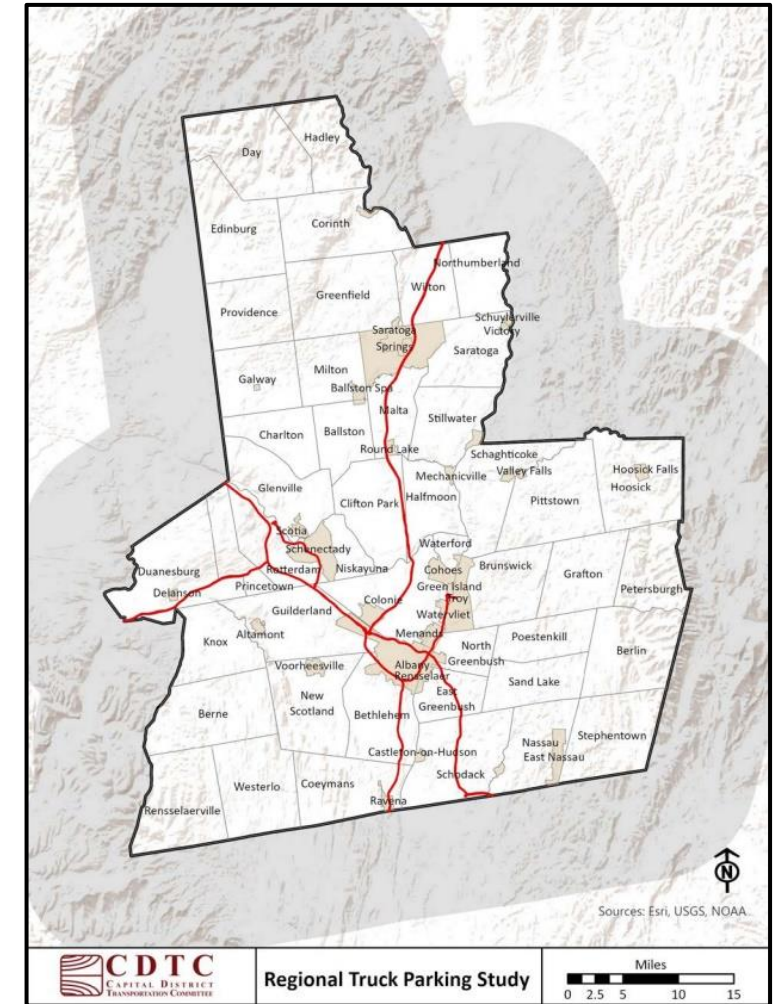 Hadley
Day
Edinburg
Corinth
Northumberland
Wilton
Greenfield
Providence
Schuylerville
Victory
Saratoga
Springs
Saratoga
Milton
Galway
Ballston Spa
Malta
Stillwater
Charlton
Ballston
Round Lake
Schaghticoke
Mechanicville
Valley Falls
Hoosick Falls
Hoosick
Glenville
Clifton Park
Halfmoon
Pittstown
Scotia
Schenectady
Waterford
Duanesburg
Rotterdam
Niskayuna
Cohoes
Brunswick
Grafton
Delanson
Princetown
Green Island
Troy
Petersburgh
Guilderland
Colonie
Watervliet
Knox
Altamont
Menands
North
Greenbush
Poestenkill
Berlin
Voorheesville
Albany
Rensselaer
Sand Lake
New
Scotland
East
Greenbush
Berne
Bethlehem
Stephentown
Castleton-on-Hudson
Nassau
East Nassau
Westerlo
Coeymans
Schodack
Ravena
Rensselaerville
N
Sources: Esri, USGS, NOAA
CDTC
CAPITAL DISTRICT
TRANSPORTATION COMMITTEE
Regional Truck Parking Study
Miles
0 2.5 5 10 15